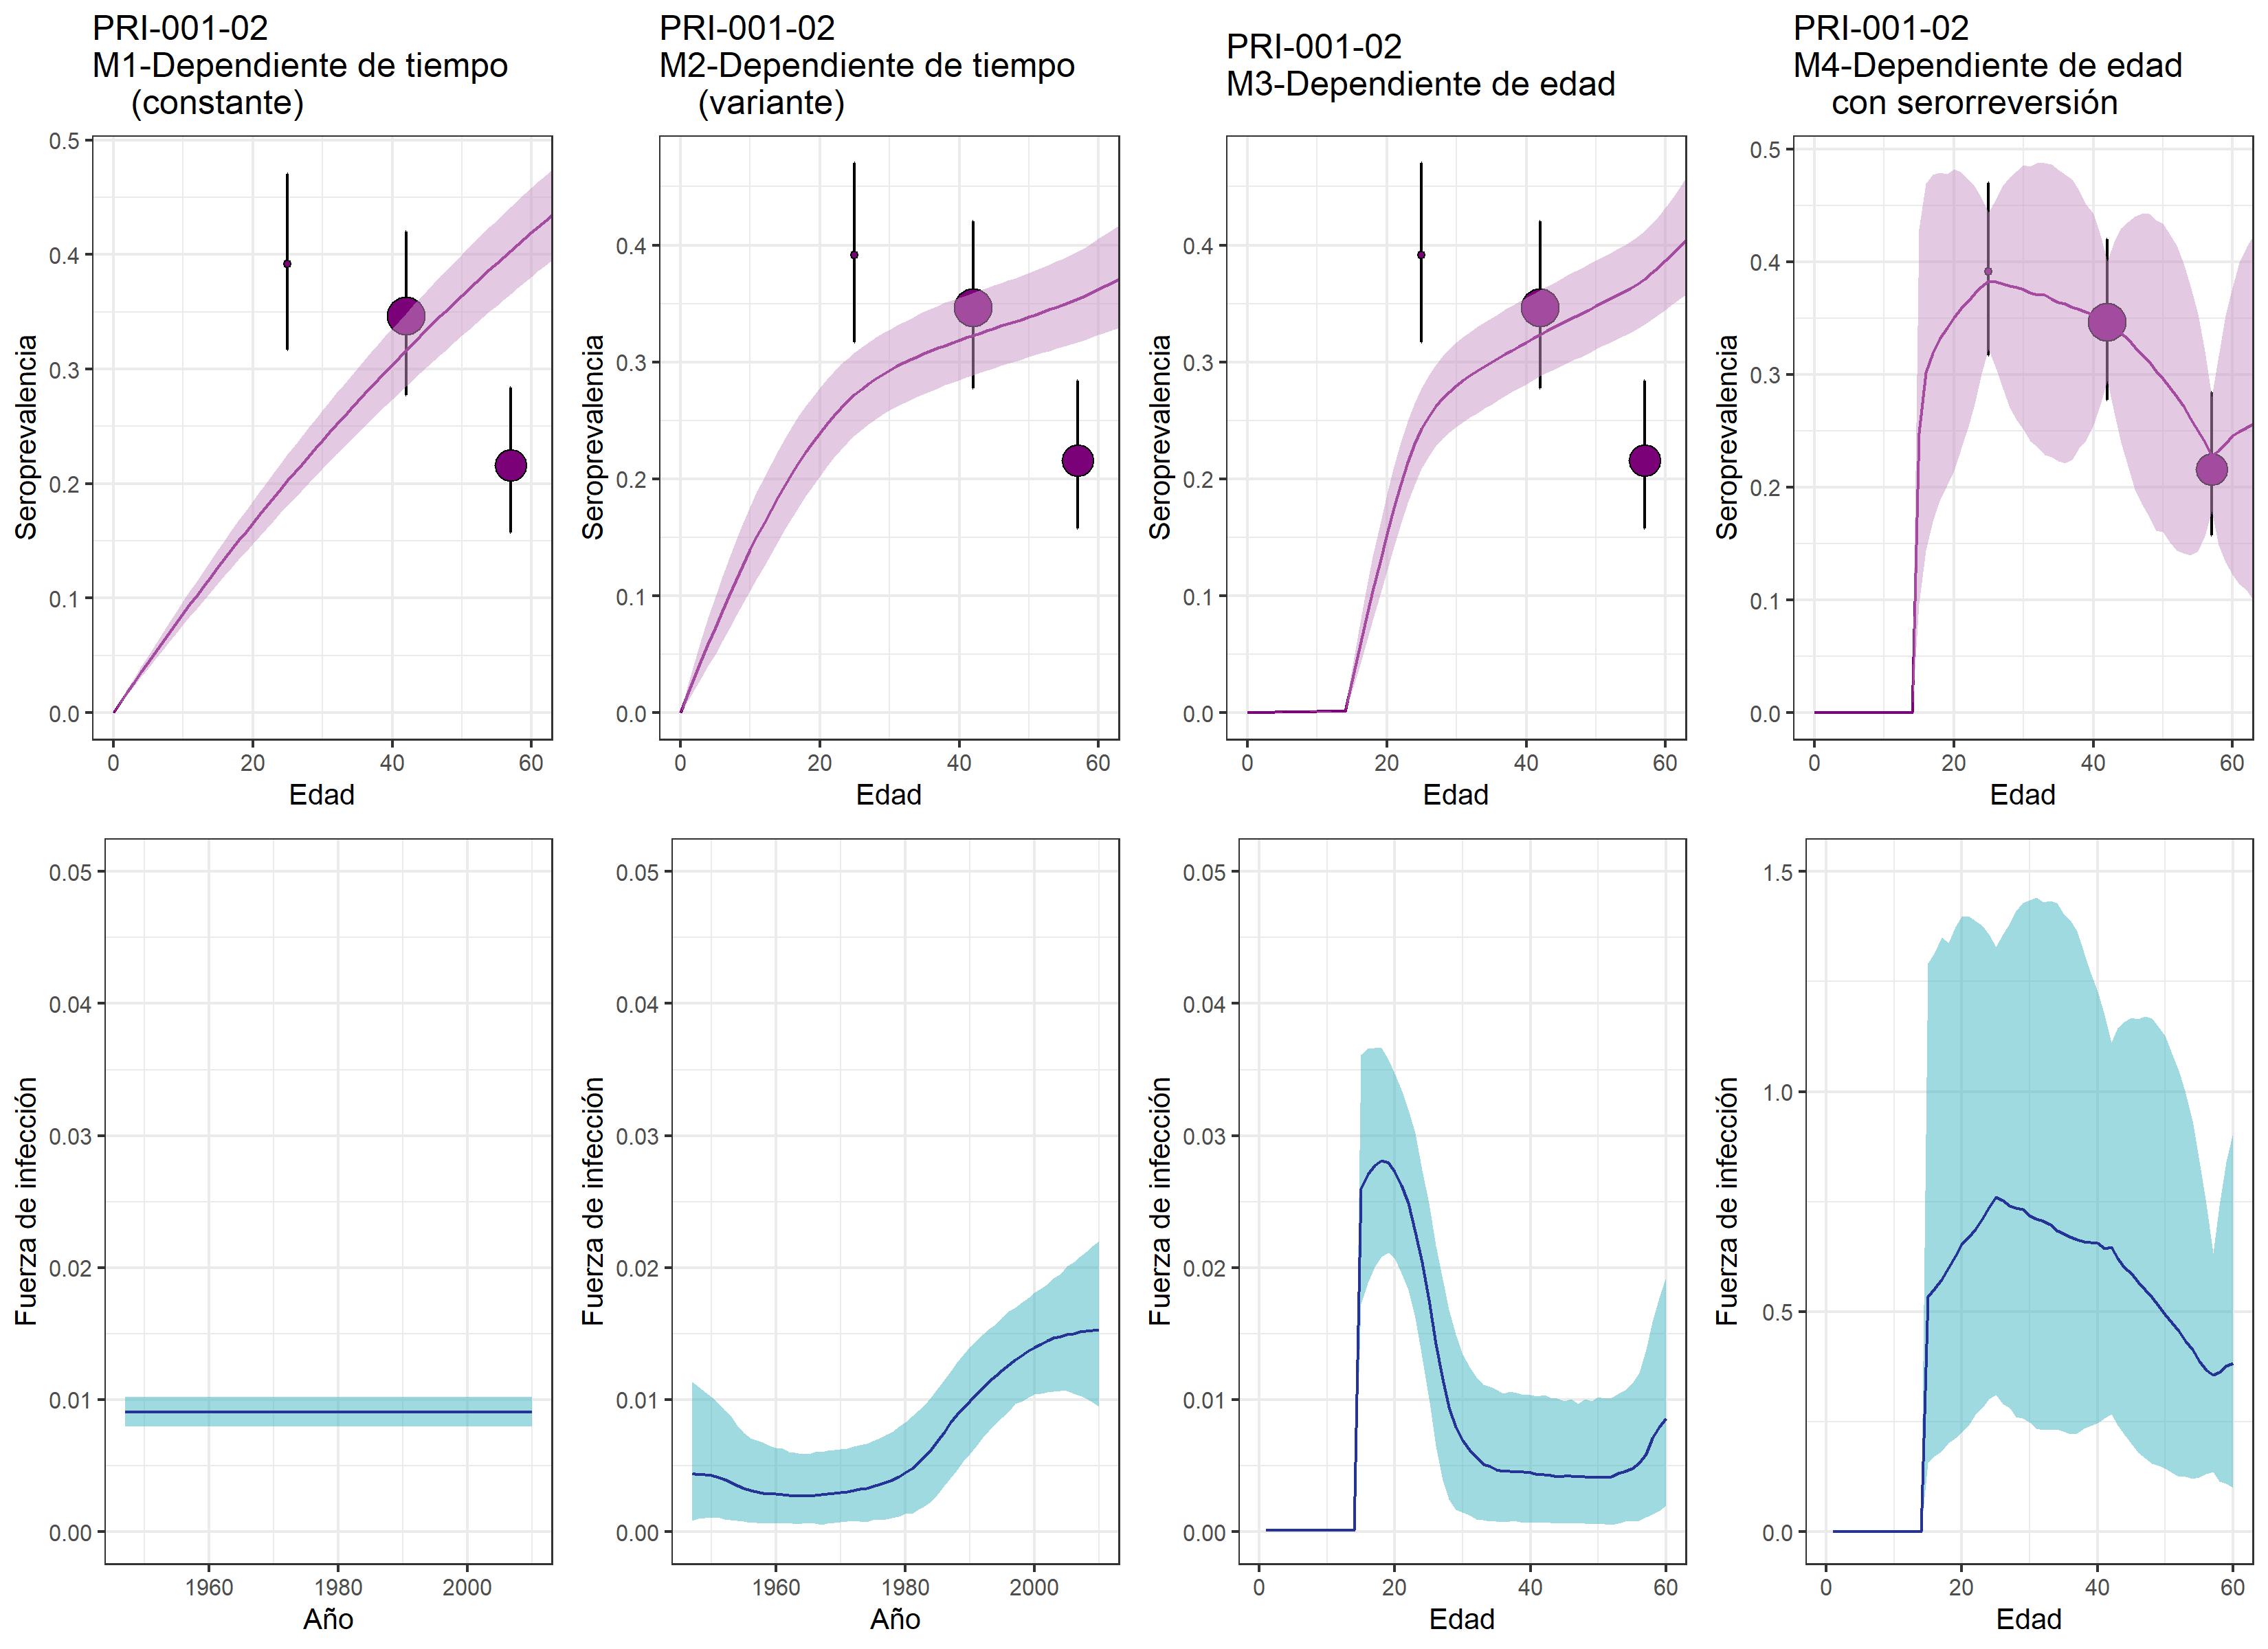 PRI-001-02
M1-Dependiente de tiempo
(constante)
PRI-001-02
M2-Dependiente de tiempo
(variante)
PRI-001-02
M3-Dependiente de edad
PRI-001-02
M4-Dependiente de edad
con serorreversión
Seroprevalencia
0.5
0.4
0.3
0.2
0.1
0.0
0 20 40 60
Edad
Seroprevalencia
0.4
0.3
0.2
0.1
0.0
0 20 40 60
Edad
Seroprevalencia
0.4
0.3
0.2
0.1
0.0
0 20 40 60
Edad
Seroprevalencia
0.5
0.4
0.3
0.2
0.1
0.0
0 20 40 60
Edad
Fuerza de infección
0.05
0.04
0.03
0.02
0.01
0.00
1960 1980 2000
Año
Fuerza de infección
0.05
0.04
0.03
0.02
0.01
0.00
1960 1980 2000
Año
Fuerza de infección
0.05
0.04
0.03
0.02
0.01
0.00
0 20 40 60
Edad
Fuerza de infección
1.5
1.0
0.5
0.0
0 20 40 60
Edad